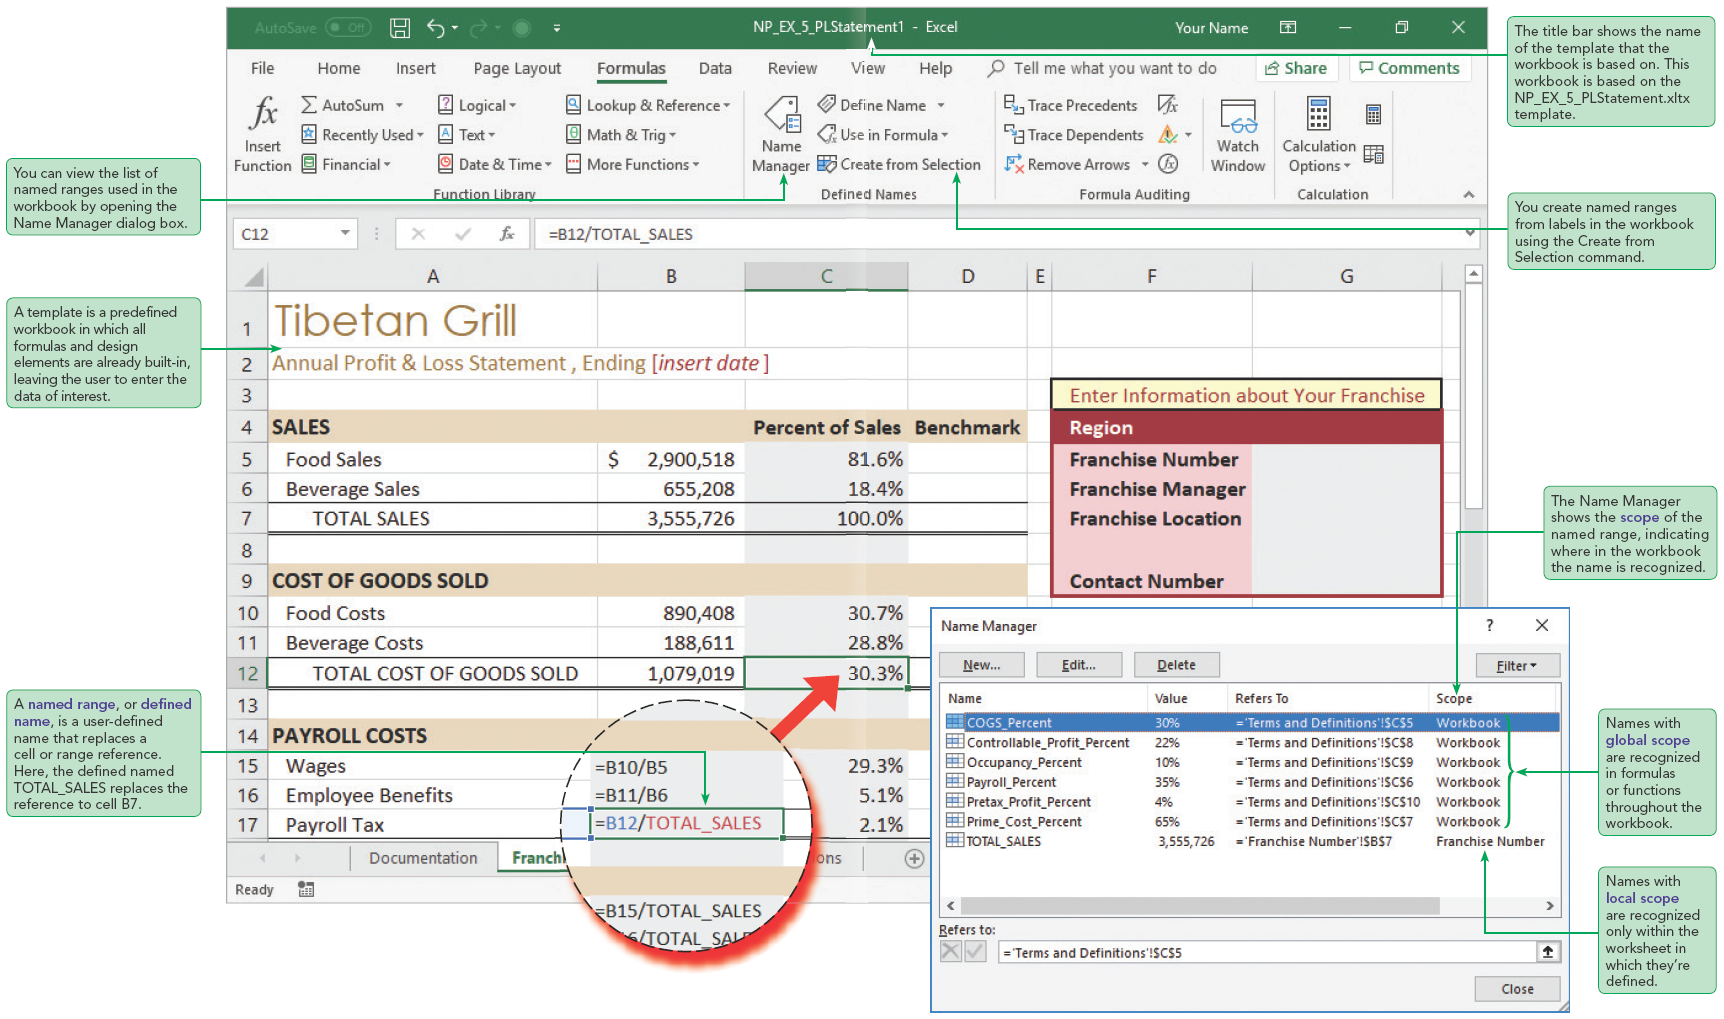 AutoSave Off
NP_EX_5_PLStatement1 - Excel
Your Name
File Home Insert Page Layout Formulas Data Review View Help Tell me what you want to do Share Comments
fx
Insert
Function
AutoSum
Recently Used
Financial
Logical
Text
Date & Time
Lookup & Reference
Math & Trig
More Functions
Function Library
Name
Manager
Define Name
Use in Formula
Create from Selection
Defined Names
Trace Precedents
Trace Dependents
Remove Arrows
fx
fx
Formula Auditing
Watch
Window
Calculation
Options
Calculation
C12
fx
=B12/TOTAL_SALES
A B C D E F G
1 Tibetan Grill
2 Annual Profit & Loss Statement , Ending [insert date ]
3 Enter Information about Your Franchise
4 SALES Percent of Sales Benchmark Region
5 Food Sales $ 2,900,518 81.6% Franchise Number
6 Beverage Sales 655,208 18.4% Franchise Manager
7 TOTAL SALES 3,555,726 100.0% Franchise Location
8
9 COST OF GOODS SOLD Contact Number
10 Food Costs 890,408 30.7%
11 Beverage Costs 188,611 28.8%
12 TOTAL COST OF GOODS SOLD 1,079,019 30.3%
13
14 PAYROLL COSTS
15 Wages 29.3%
16 Employee Benefits 5.1%
17 Payroll Tax 2.1%
=B10/B5
=B11/B6
=B12/TOTAL_SALES
=B15/TOTAL_SALES
/TOTAL_SALE
Documentation Franch ons
Ready
Name Manager ?
New... Edit... Delete Filter
Name Value Refers To Scope
COGS_Percent 30% ='Terms and Definitions'!$C$5 Workbook
Controllable_Profit_Percent 22% ='Terms and Definitions'!$C$8 Workbook
Occupancy_Percent 10% ='Terms and Definitions'!$C$9 Workbook
Payroll_Percent 35% ='Terms and Definitions'!$C$6 Workbook
Pretax_Profit_Percent 4% ='Terms and Definitions'!$C$10 Workbook
Prime_Cost_Percent 65% ='Terms and Definitions'!$C$7 Workbook
TOTAL_SALES 3,555,726 ='Franchise Number'!$B$7 Franchise Number
Refers to:
='Terms and Definitions'!$C$5
Close
You can view the list of
named ranges used in the
workbook by opening the
Name Manager dialog box.
A template is a predefined
workbook in which all
formulas and design
elements are already built-in,
leaving the user to enter the
data of interest.
A named range, or defined
name, is a user-defined
name that replaces a
cell or range reference.
Here, the defined named
TOTAL_SALES replaces the
reference to cell B7.
The title bar shows the name
of the template that the
workbook is based on. This
workbook is based on the
NP_EX_5_PLStatement.xltx
template.
You create named ranges
from labels in the workbook
using the Create from
Selection command.
The Name Manager
shows the scope of the
named range, indicating
where in the workbook
the name is recognized.
Names with
global scope
are recognized
in formulas
or functions
throughout the
workbook.
Names with
local scope
are recognized
only within the
worksheet in
which they're
defined.